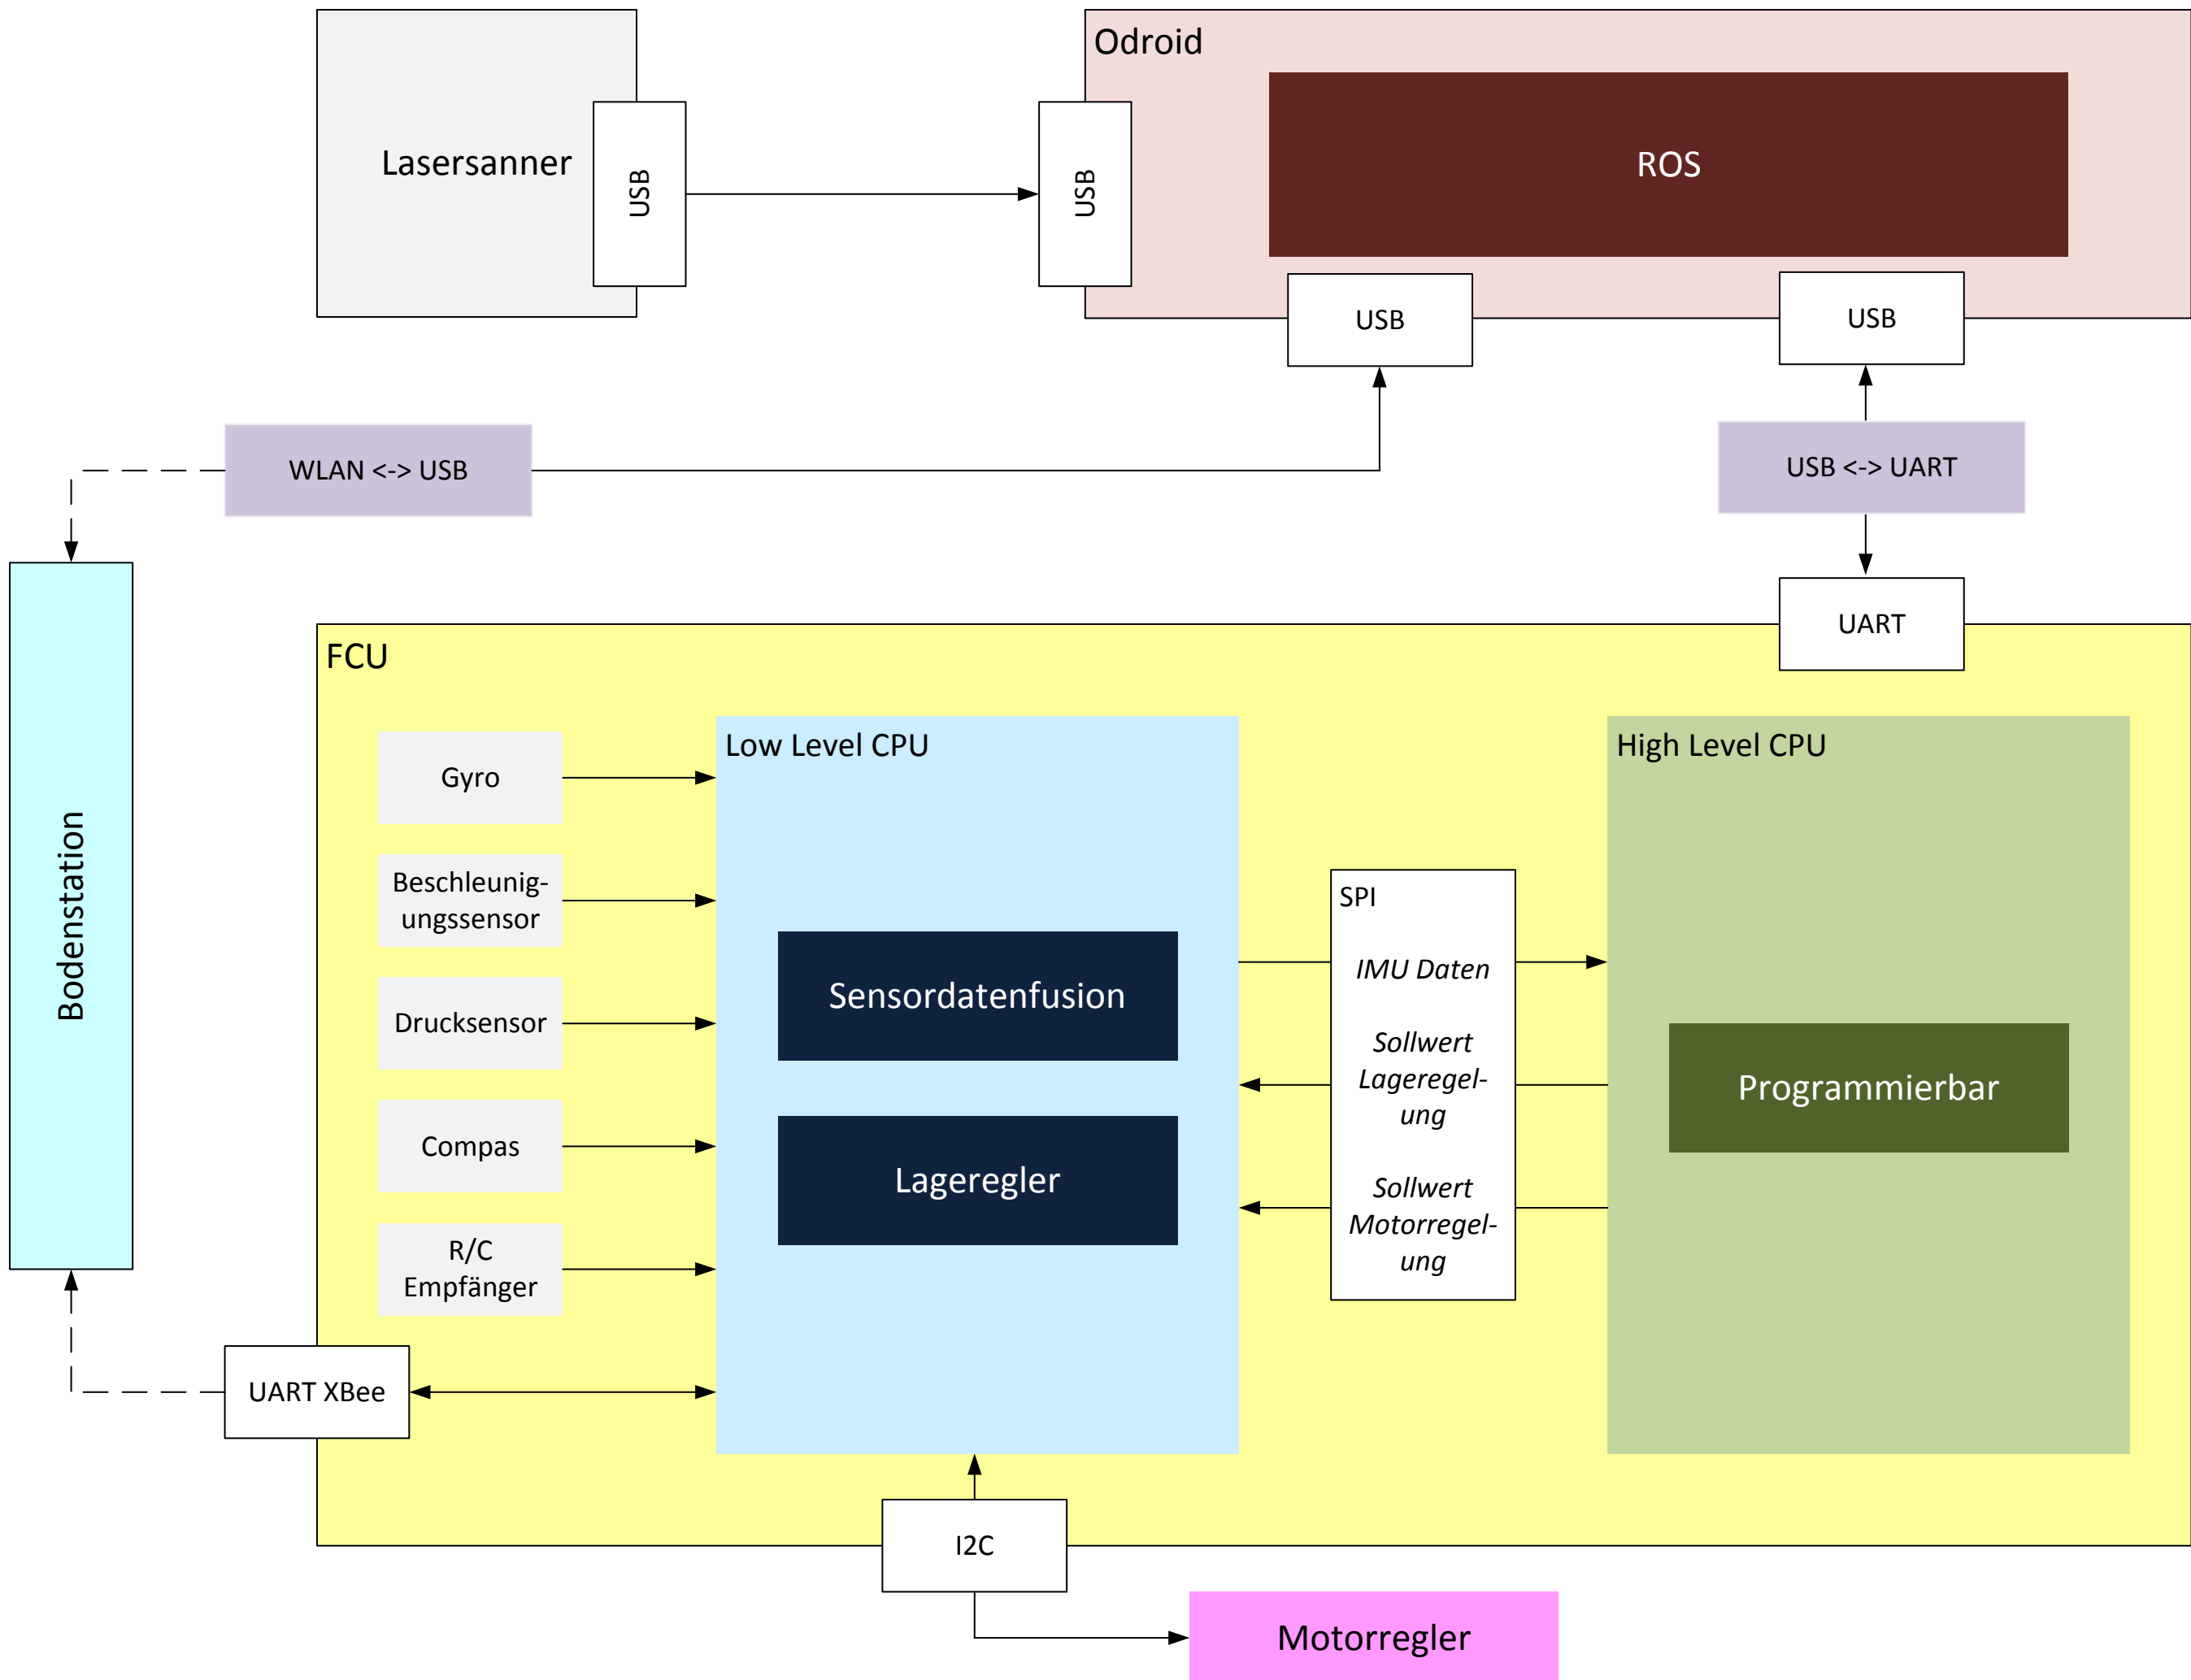 Odroid
Lasersanner
USB
USB
ROS
USB
USB
WLAN <-> USB
USB <-> UART
UART
FCU
Bodenstation
Low Level CPU
High Level CPU
Gyro
Beschleunig-
ungssensor
Drucksensor
Compas
R/C
Empfänger
Sensordatenfusion
Lageregler
SPI
IMU Daten
Sollwert
Lageregel-
ung
Sollwert
Motorregel-
ung
Programmierbar
UART XBee
I2C
Motorregler